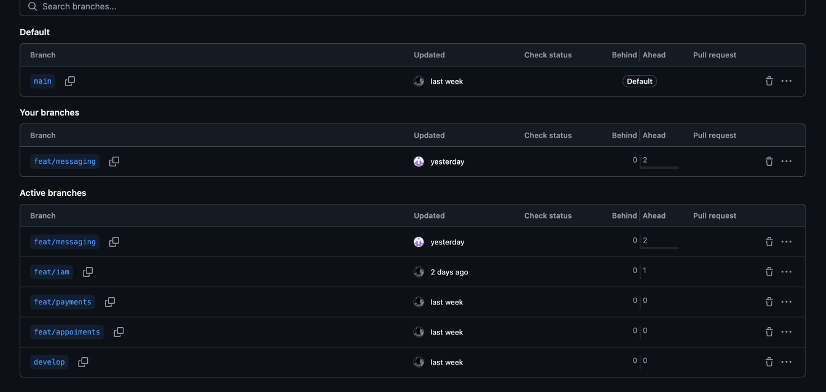 Search branches...
Default
Branch Updated Check status Behind Ahead Pull request
main last week Default
Your branches
Branch Updated Check status Behind Ahead Pull request
feat/messaging yesterday 0 2
Active branches
Branch Updated Check status Behind Ahead Pull request
feat/messaging yesterday 0 2
feat/iam 2 days ago 0 1
feat/payments last week 0 0
feat/appoiments last week 0 0
develop last week 0 0